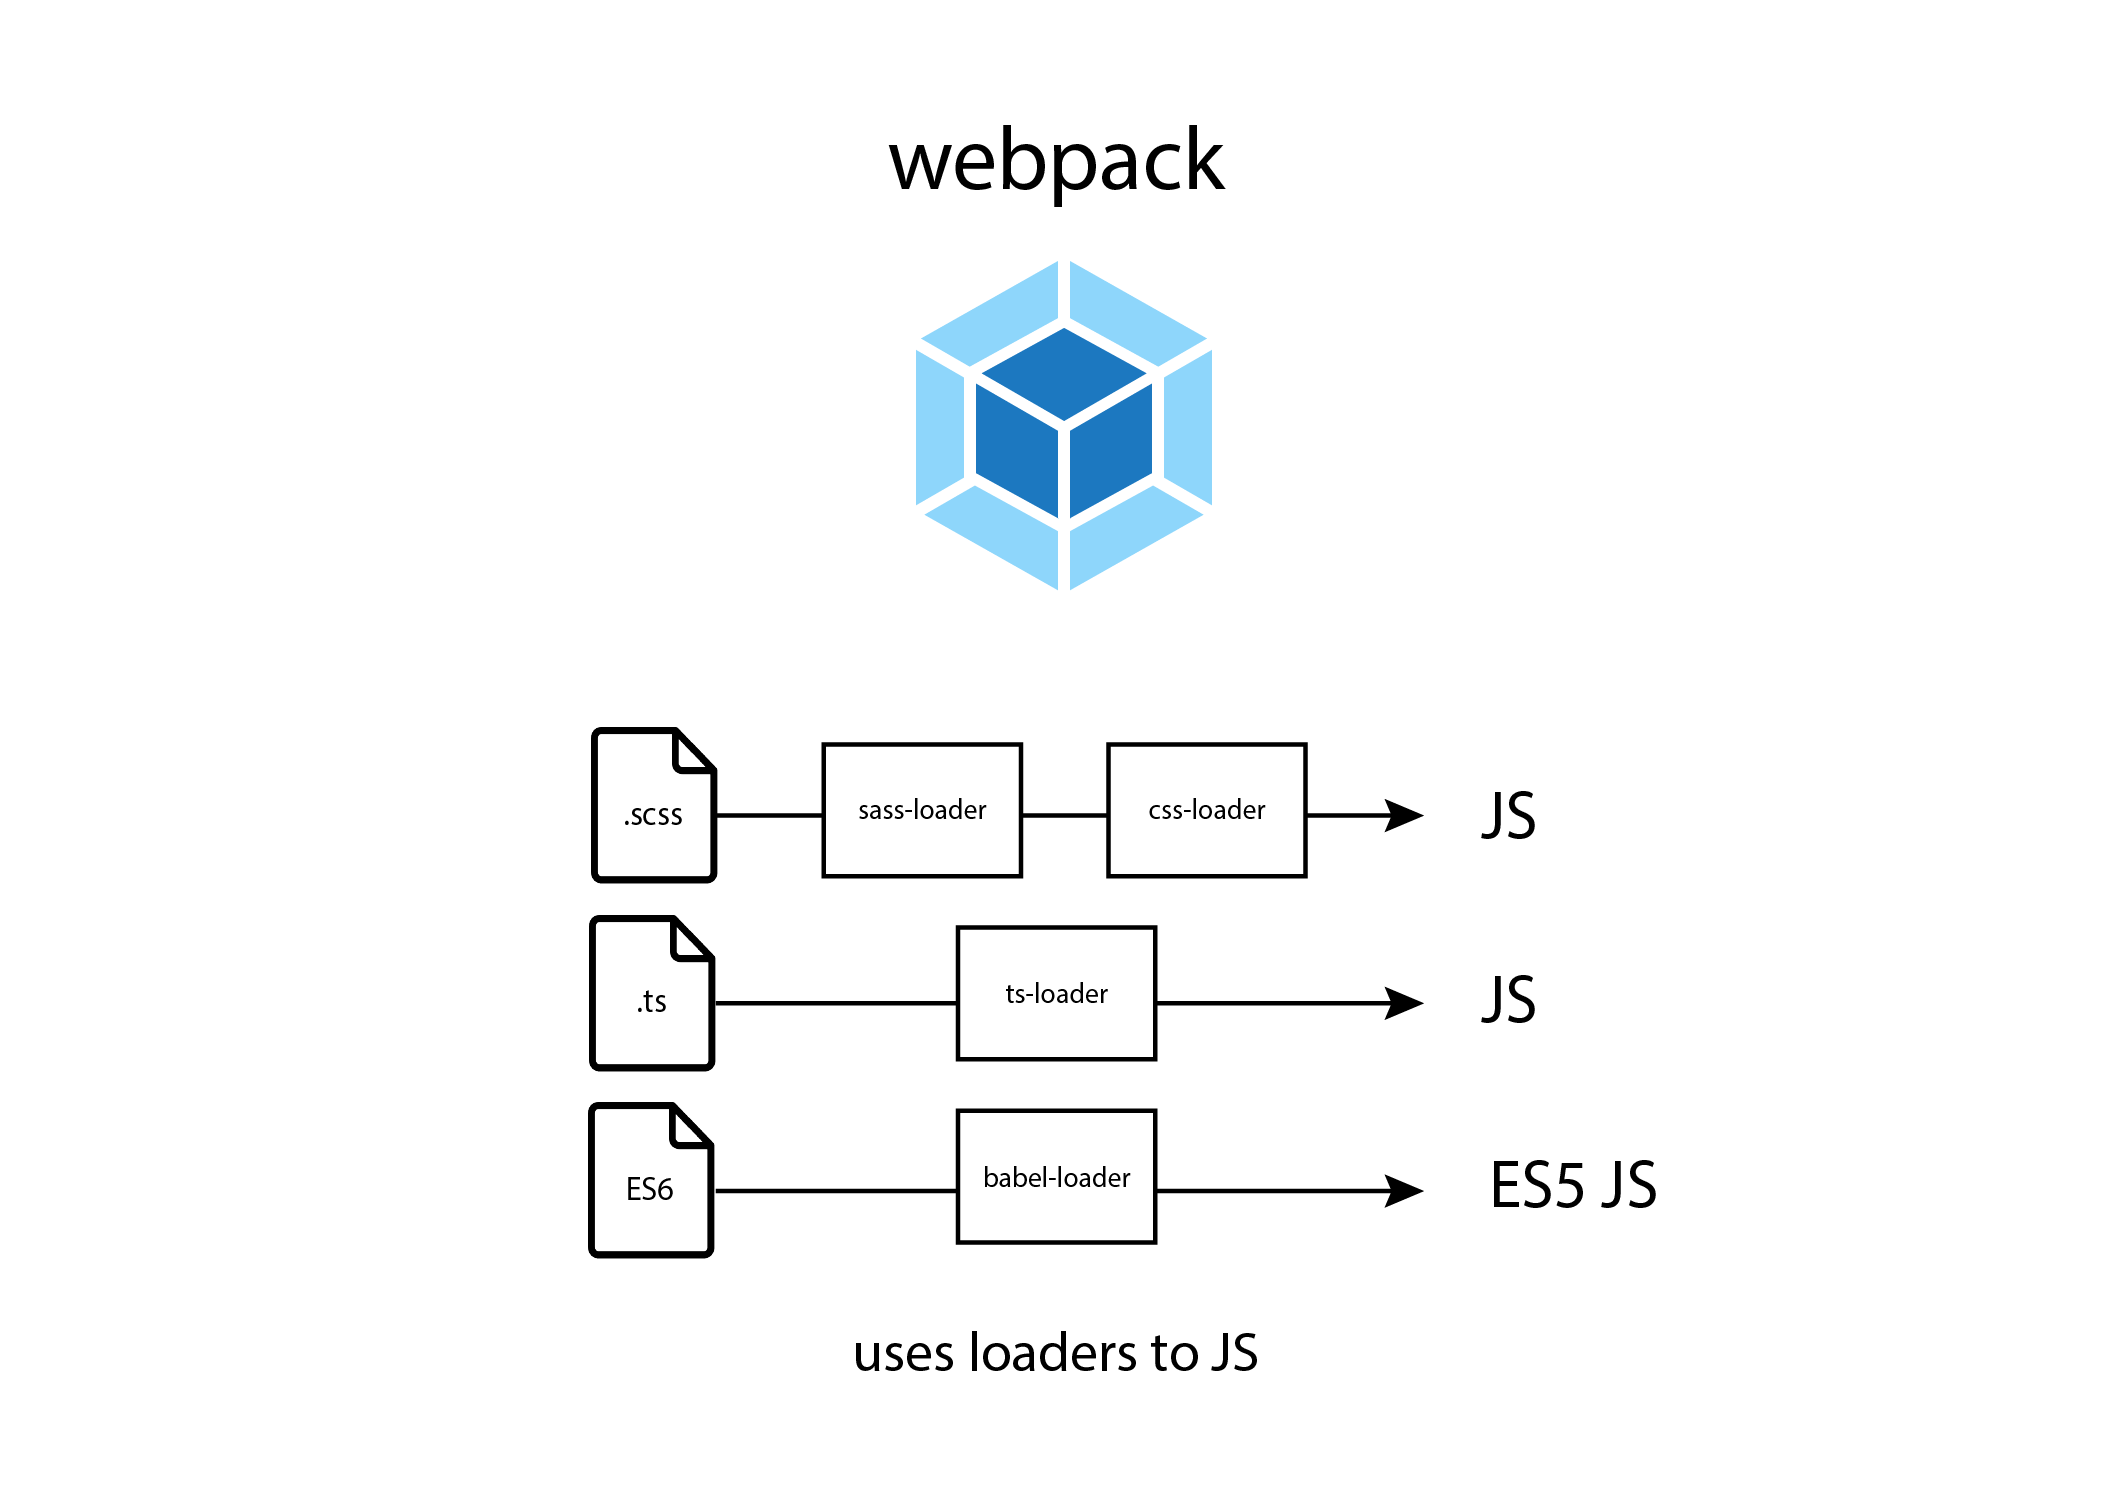 webpack
.scss
sass-loader
css-loader
JS
.ts
ts-loader
JS
ES6
babel-loader
ES5 JS
uses loaders to JS